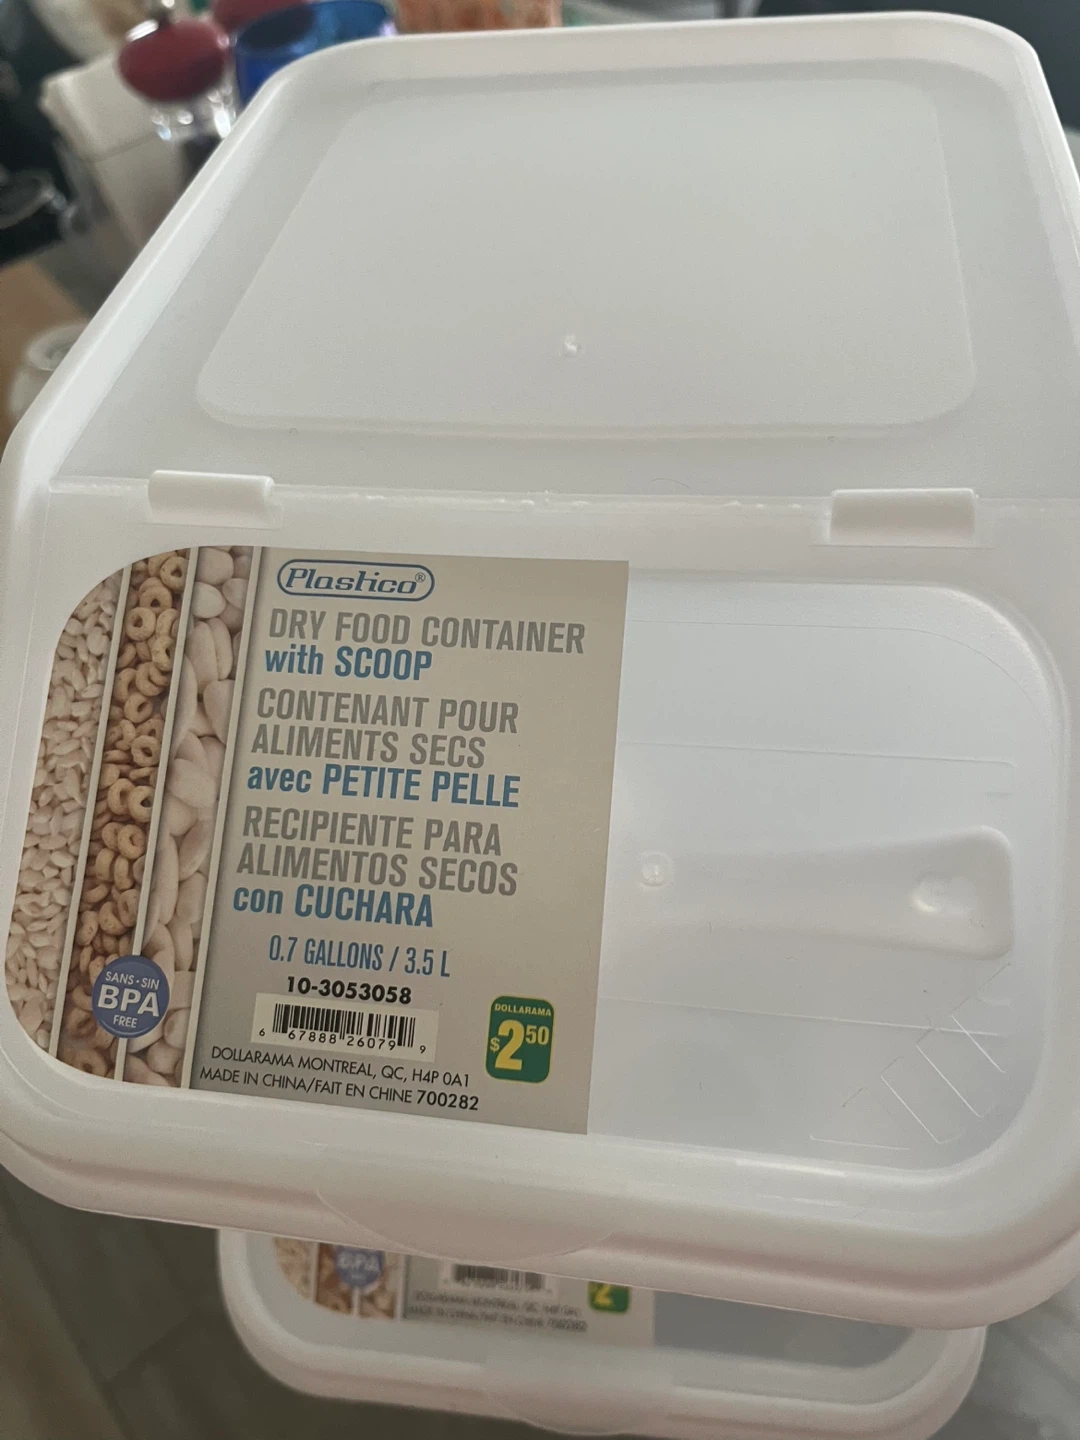 Plastico®
DRY FOOD CONTAINER
with SCOOP
CONTENANT POUR
ALIMENTS SECS
avec PETITE PELLE
RECIPIENTE PARA
ALIMENTOS SECOS
con CUCHARA
0.7 GALLONS / 3.5 L
10-3053058
6 67888 26079 9
DOLLARAMA MONTREAL, QC, H4P 0A1
MADE IN CHINA/FAIT EN CHINE 700282
SANS•SIN
BPA
FREE
DOLLARAMA
$2.50
BPA
2